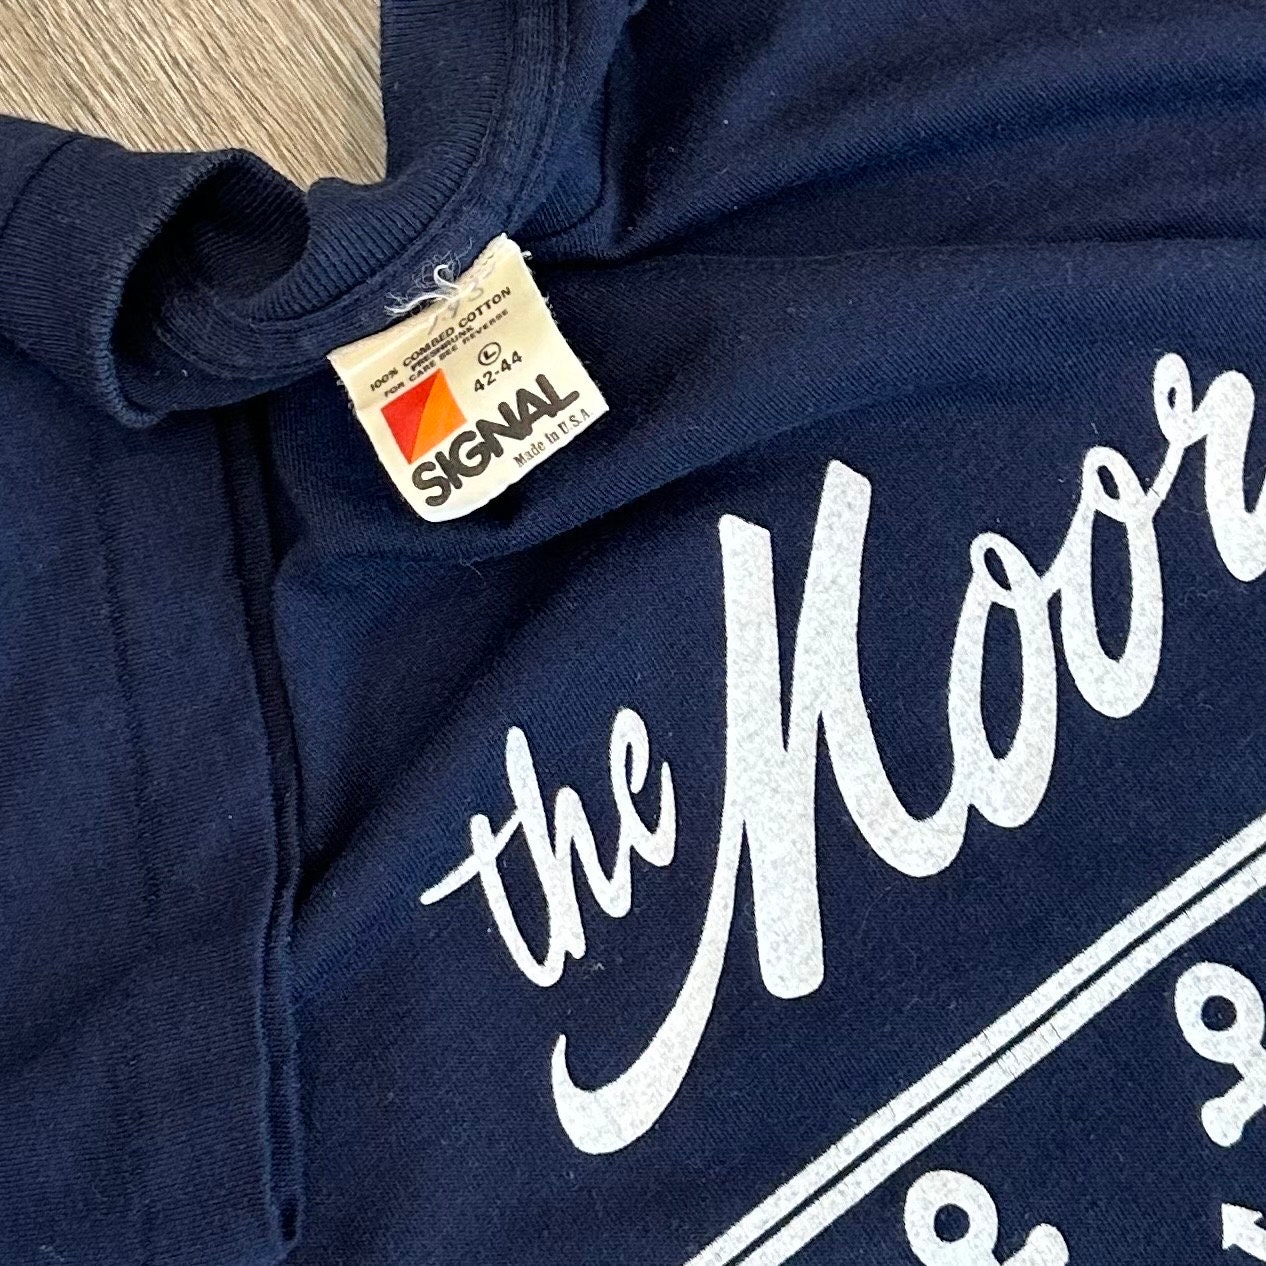 100% COMBED COTTON
PRESHRUNK
FOR CARE SEE REVERSE
L
42-44
SIGNAL
Made in U.S.A.
the Moor